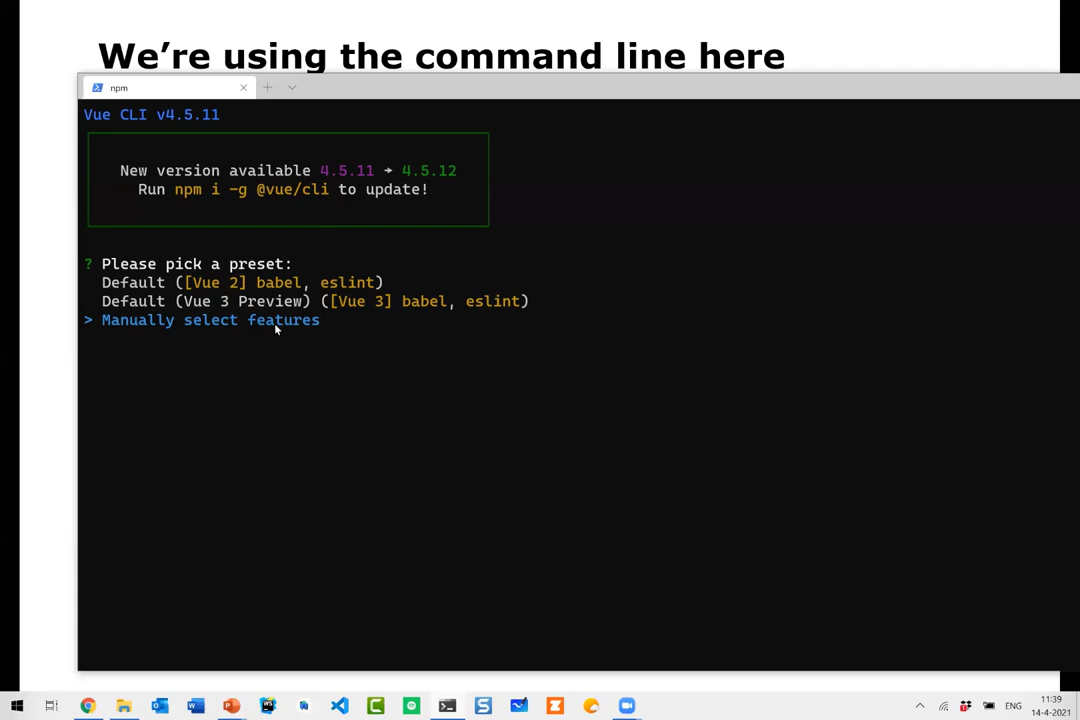 We're using the command line here
npm
Vue CLI v4.5.11
New version available 4.5.11 → 4.5.12
Run npm i -g @vue/cli to update!
? Please pick a preset:
Default ([Vue 2] babel, eslint)
Default (Vue 3 Preview) ([Vue 3] babel, eslint)
> Manually select features
ENG
11:39
14-4-2021